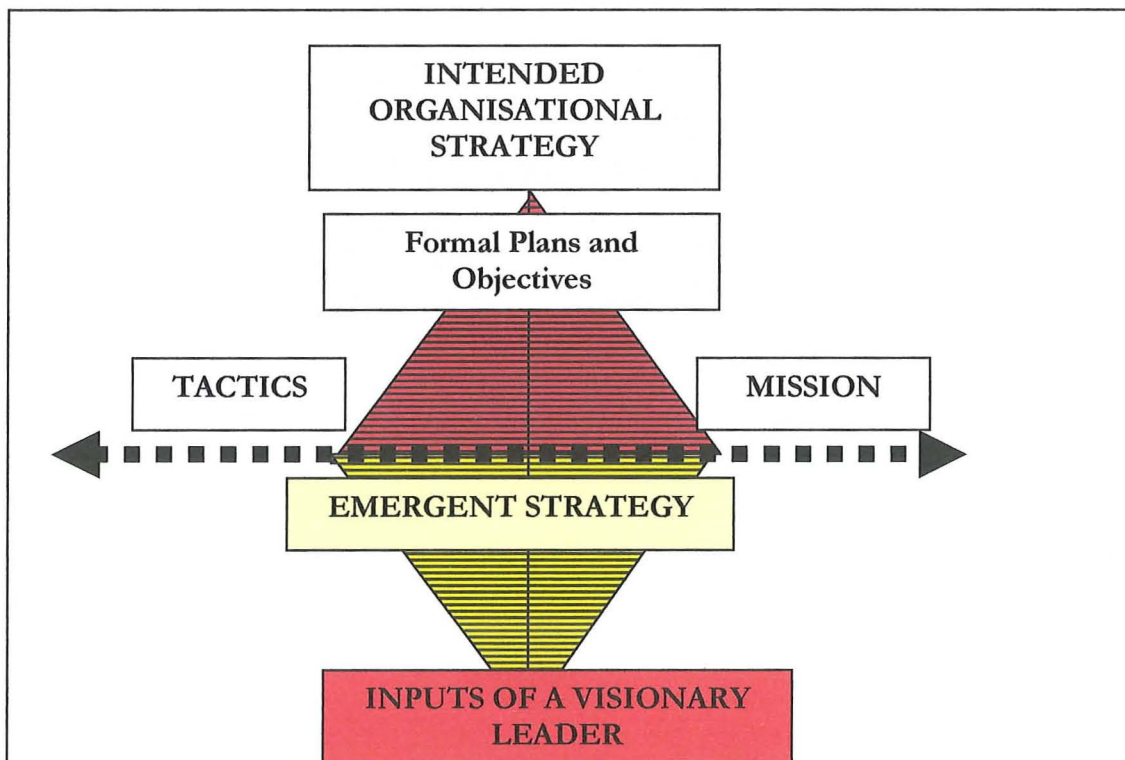 INTENDED
ORGANISATIONAL
STRATEGY
Formal Plans and
Objectives
TACTICS
MISSION
EMERGENT STRATEGY
INPUTS OF A VISIONARY
LEADER